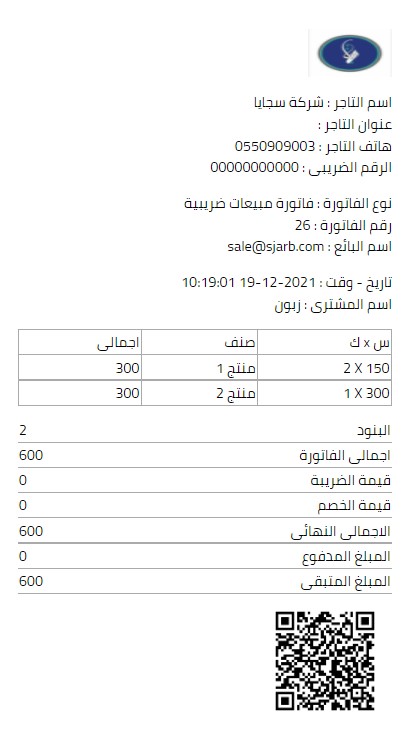 اسم التاجر : شركة سجايا
عنوان التاجر :
هاتف التاجر : 0550909003
الرقم الضريبى : 00000000000
نوع الفاتورة : فاتورة مبيعات ضريبية
رقم الفاتورة : 26
اسم البائع : sale@sjarb.com
تاريخ - وقت : 2021-12-19 10:19:01
اسم المشترى : زبون
س x ك صنف اجمالى
2 X 150 منتج 1 300
1 X 300 منتج 2 300
البنود 2
اجمالى الفاتورة 600
قيمة الضريبة 0
قيمة الخصم 0
الاجمالى النهائى 600
المبلغ المدفوع 0
المبلغ المتبقى 600